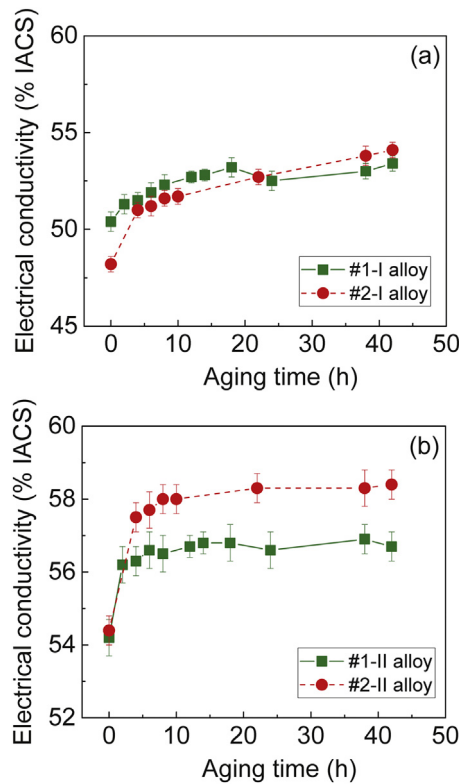 60
(a)
55
50
45
Electrical conductivity (% IACS)
#1-I alloy
#2-I alloy
0 10 20 30 40 50
Aging time (h)
60
(b)
58
56
54
52
Electrical conductivity (% IACS)
#1-II alloy
#2-II alloy
0 10 20 30 40 50
Aging time (h)